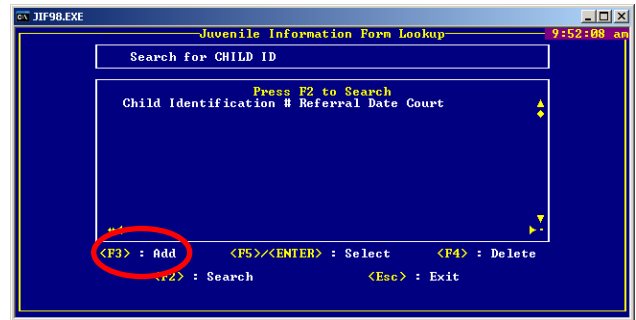 JIF98.EXE
Juvenile Information Form Lookup 9:52:08 am
Search for CHILD ID
Press F2 to Search
Child Identification # Referral Date Court
<F3> : Add <F5>/<ENTER> : Select <F4> : Delete
<F2> : Search <Esc> : Exit